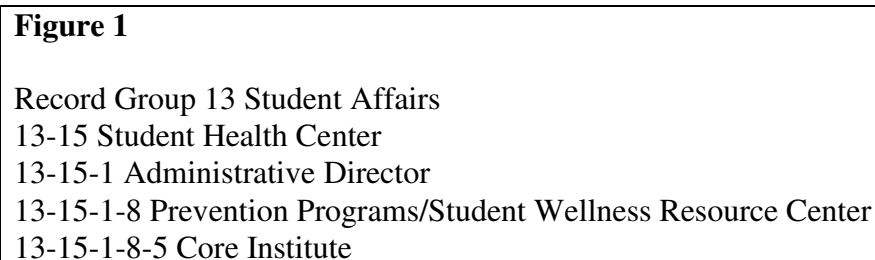 Figure 1
Record Group 13 Student Affairs
13-15 Student Health Center
13-15-1 Administrative Director
13-15-1-8 Prevention Programs/Student Wellness Resource Center
13-15-1-8-5 Core Institute